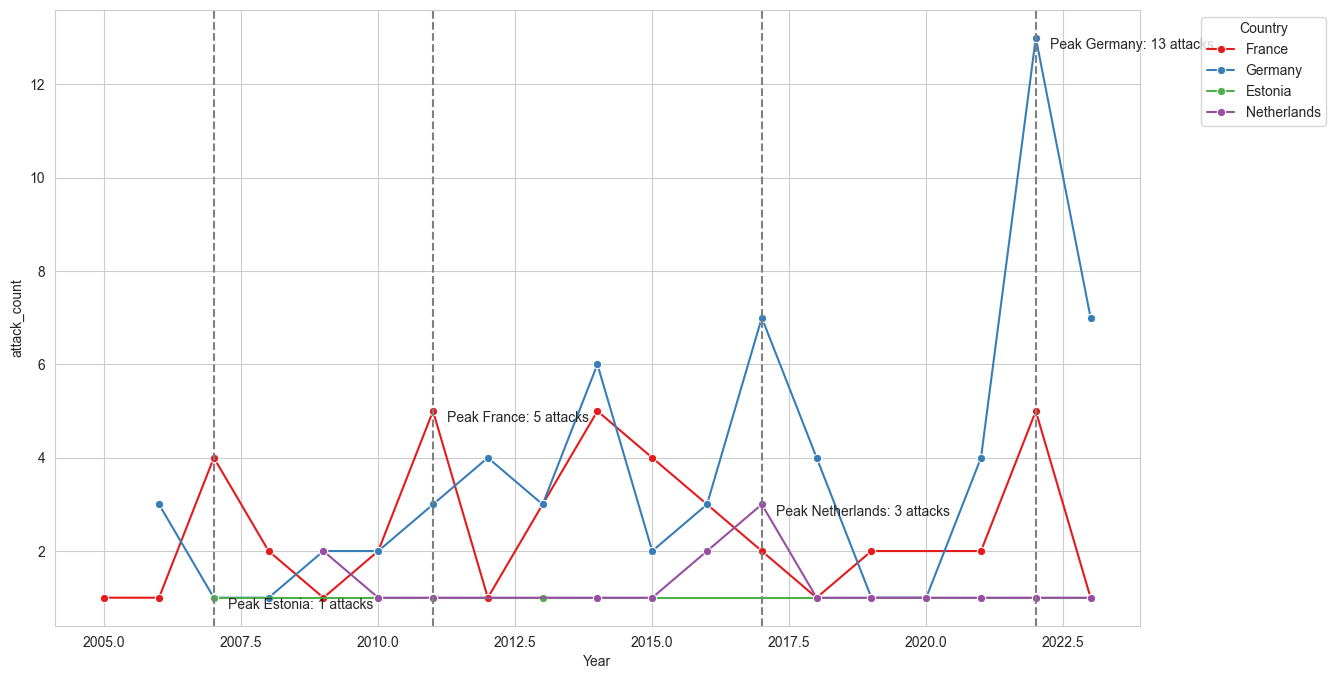 Peak Germany: 13 attacks
Country
France
Germany
Estonia
Netherlands
12
10
8
6
4
2
attack_count
Peak France: 5 attacks
Peak Netherlands: 3 attacks
Peak Estonia: 1 attacks
2005.0
2007.5
2010.0
2012.5
2015.0
2017.5
2020.0
2022.5
Year